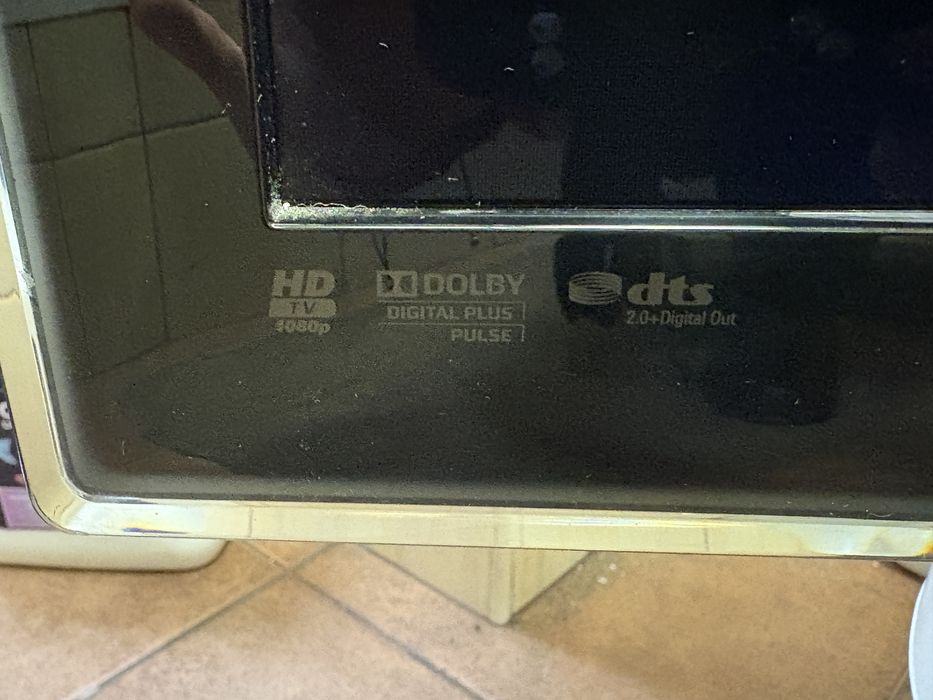 HD
TV
1080p
DOLBY
DIGITAL PLUS
PULSE
dts
2.0+Digital Out